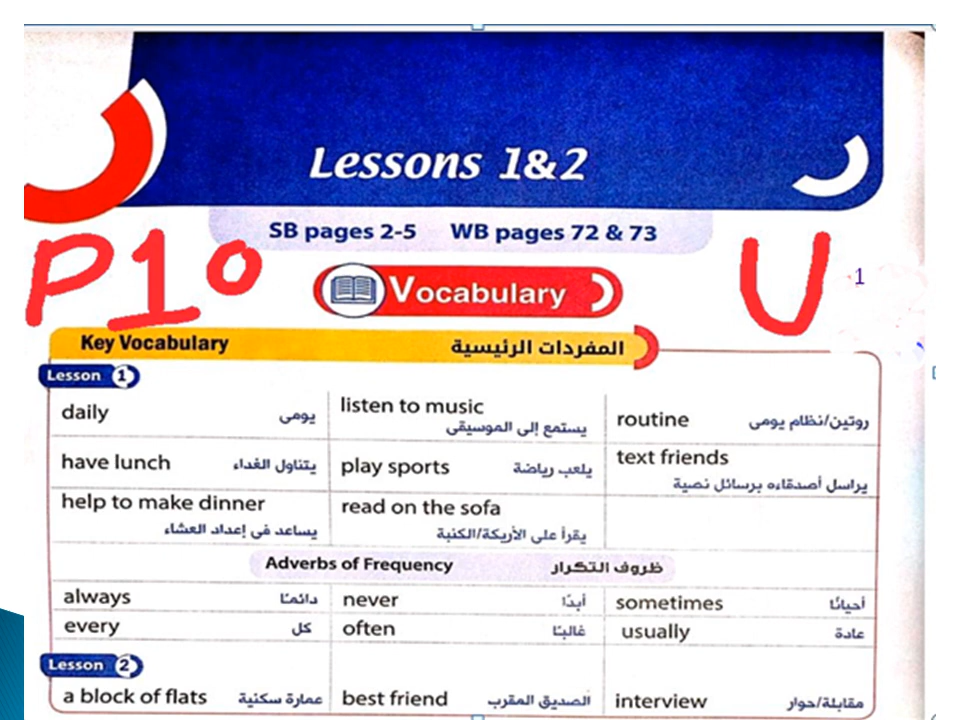 Lessons 1&2
SB pages 2-5 WB pages 72 & 73
P10 U 1
Vocabulary
Key Vocabulary المفردات الرئيسية
Lesson 1
daily يومى listen to music يستمع إلى الموسيقى routine روتين/نظام يومى
have lunch يتناول الغداء play sports يلعب رياضة text friends يراسل أصدقاءه برسائل نصية
help to make dinner يساعد فى إعداد العشاء read on the sofa يقرأ على الأريكة/الكنبة
Adverbs of Frequency ظروف التكرار
always دائمًا never أبدًا sometimes أحيانًا
every كل often غالبًا usually عادة
Lesson 2
a block of flats عمارة سكنية best friend الصديق المقرب interview مقابلة/حوار